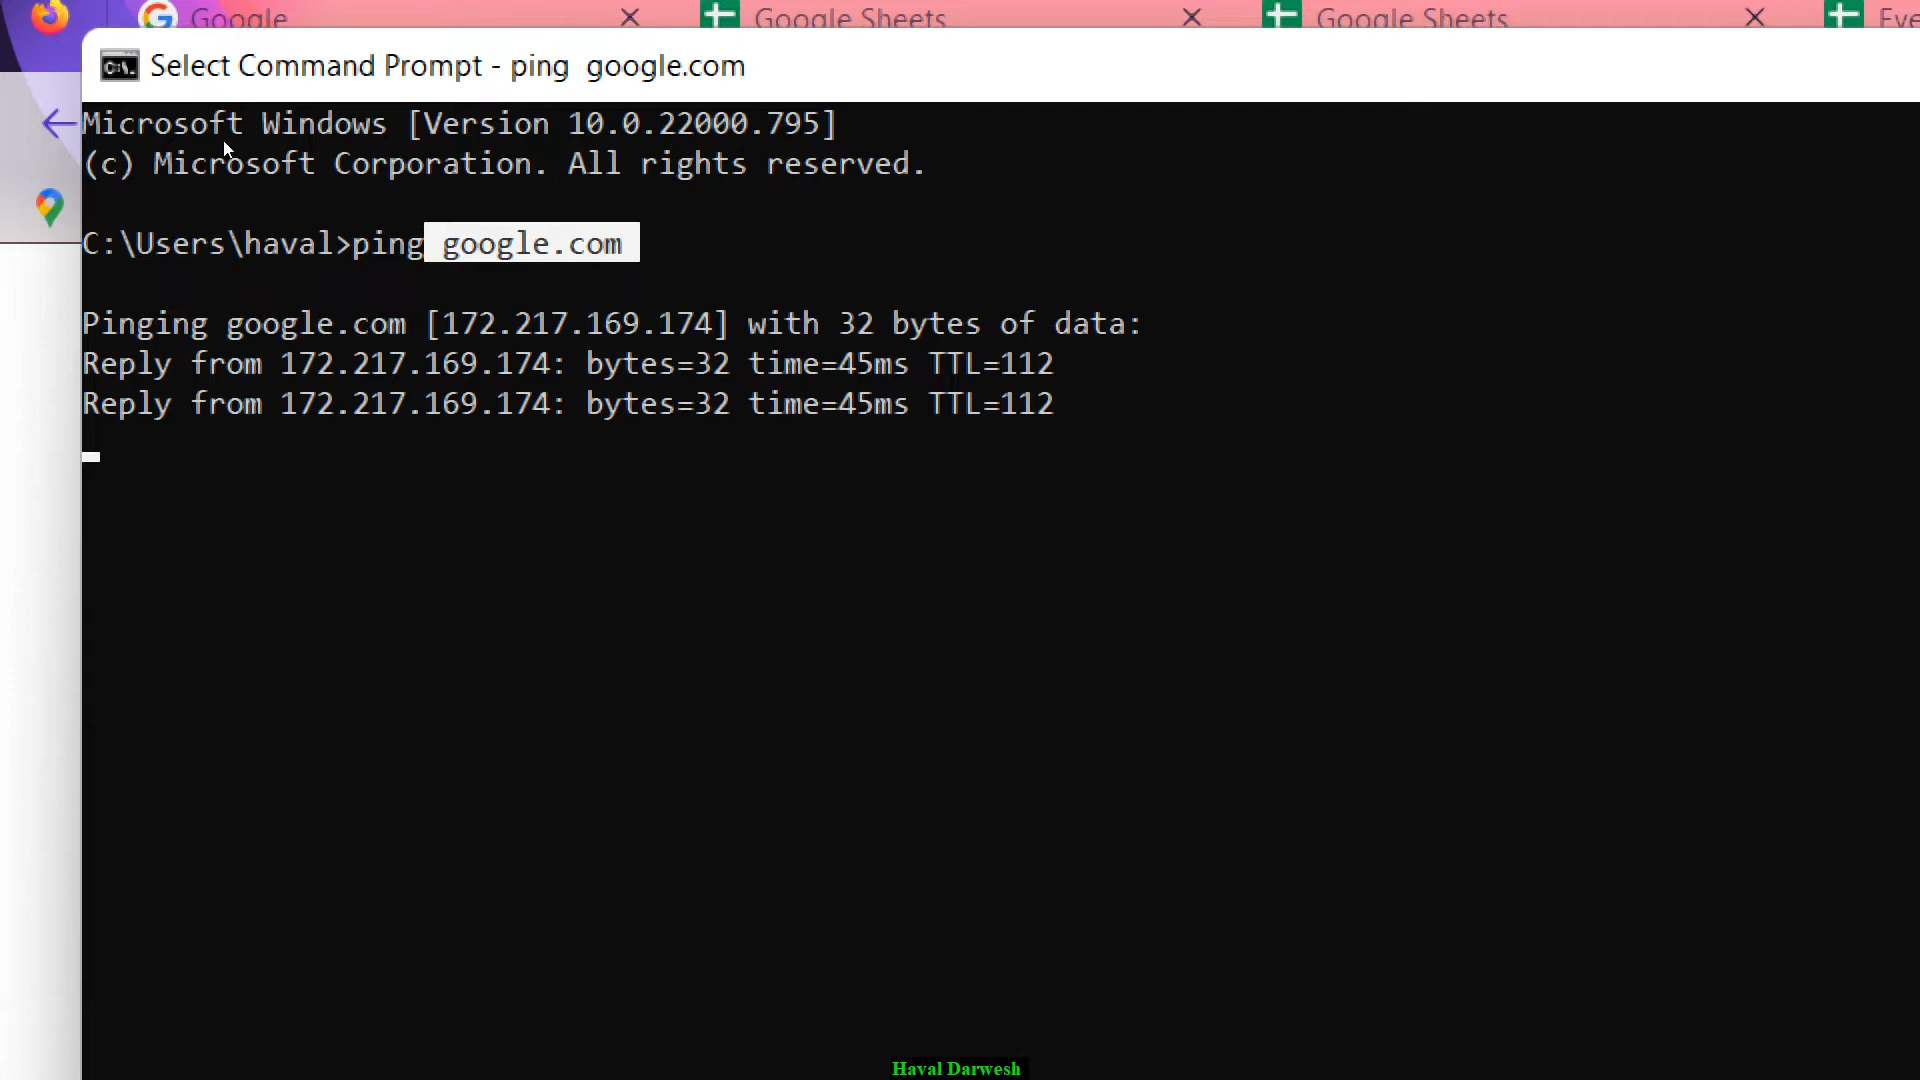 Google
Google Sheets
Google Sheets
Eve
Select Command Prompt - ping  google.com
Microsoft Windows [Version 10.0.22000.795]
(c) Microsoft Corporation. All rights reserved.
C:\Users\haval>ping google.com
Pinging google.com [172.217.169.174] with 32 bytes of data:
Reply from 172.217.169.174: bytes=32 time=45ms TTL=112
Reply from 172.217.169.174: bytes=32 time=45ms TTL=112
Haval Darwesh